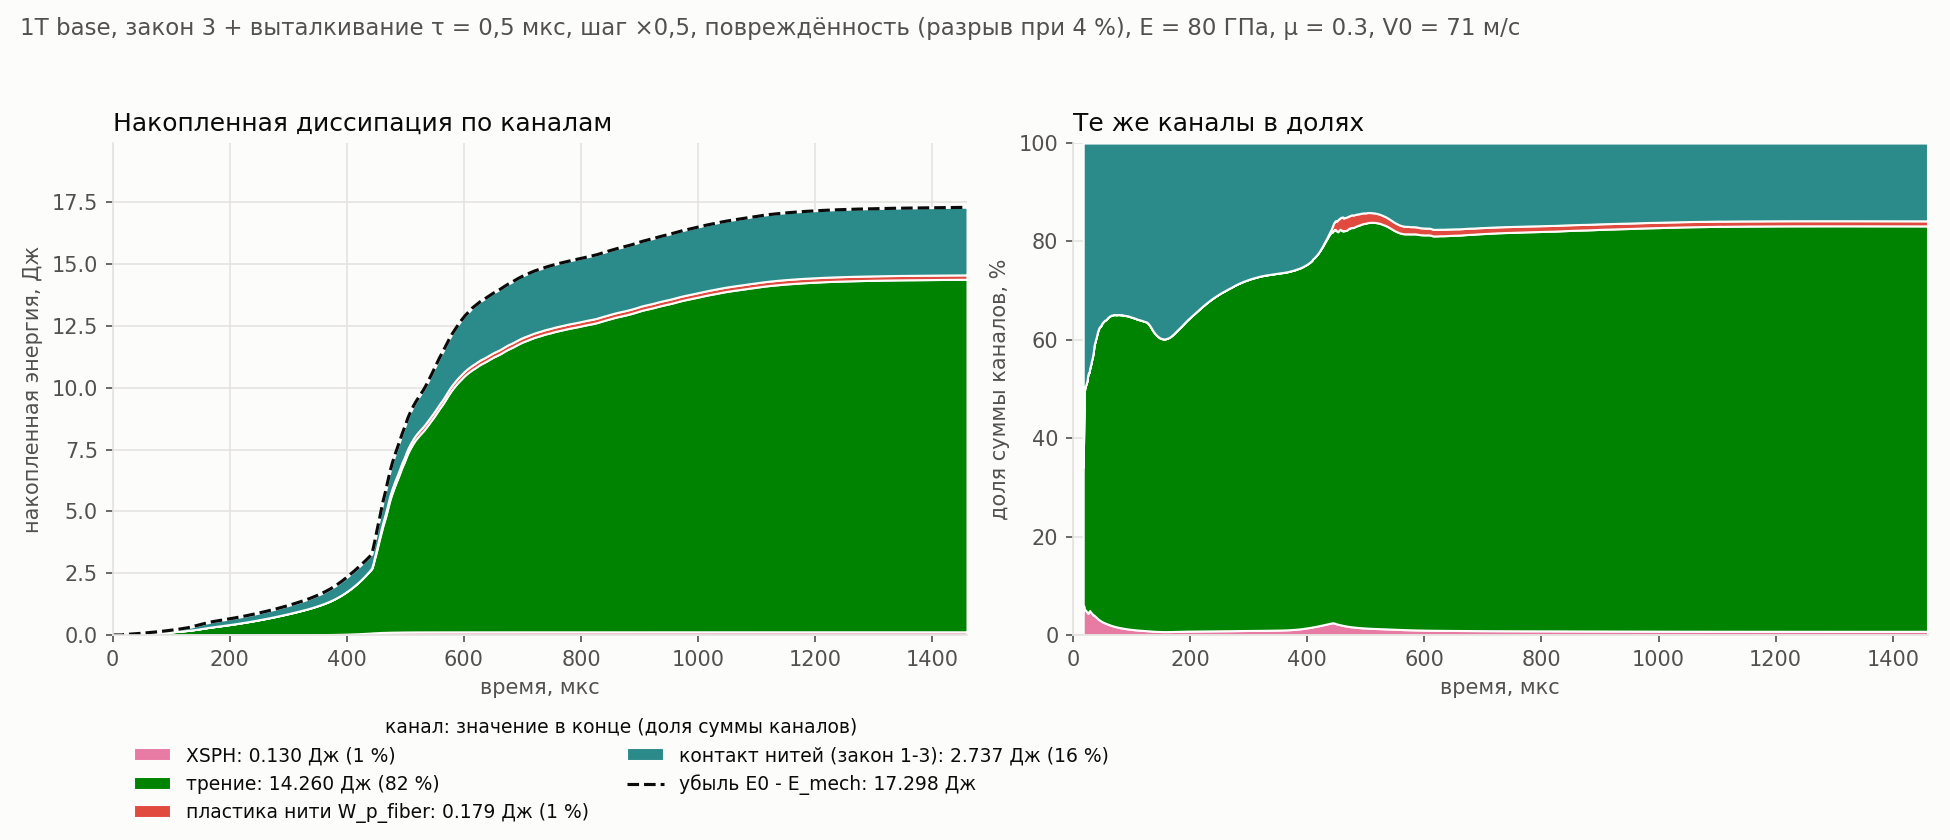 1T base, закон 3 + выталкивание τ = 0,5 мкс, шаг ×0,5, повреждённость (разрыв при 4 %), E = 80 ГПа, μ = 0.3, V0 = 71 м/с
Накопленная диссипация по каналам
накопленная энергия, Дж
17.5
15.0
12.5
10.0
7.5
5.0
2.5
0.0
0 200 400 600 800 1000 1200 1400
время, мкс
Те же каналы в долях
доля суммы каналов, %
100
80
60
40
20
0
0 200 400 600 800 1000 1200 1400
время, мкс
канал: значение в конце (доля суммы каналов)
XSPH: 0.130 Дж (1 %)
трение: 14.260 Дж (82 %)
пластика нити W_p_fiber: 0.179 Дж (1 %)
контакт нитей (закон 1-3): 2.737 Дж (16 %)
убыль E0 - E_mech: 17.298 Дж